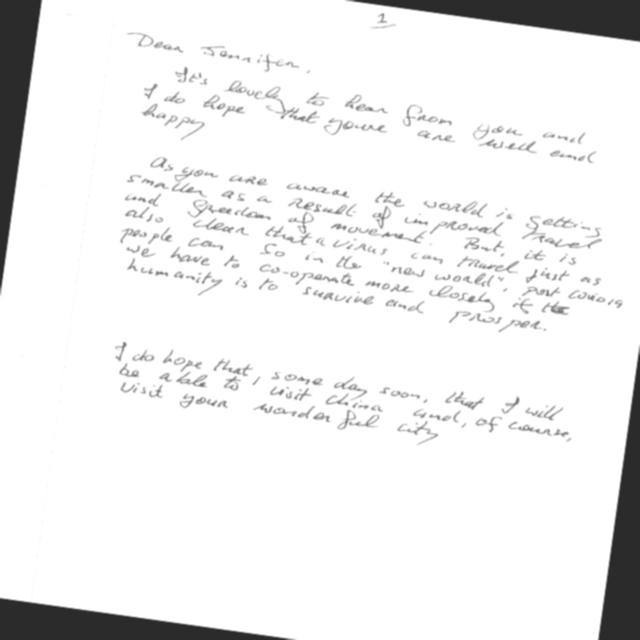 1
Dear Jennifer,
It's lovely to hear from you and
I do hope that youre are well and
happy
As you are aware the world is getting
smaller as a result of improved travel
and freedom of movement. But, it is
also clear that a virus can travel just as
people can So in the "new world", post covid19
we have to co-operate more closely if the
humanity is to survive and prosper.
I do hope that, some day soon, that I will
be able to visit China and, of course,
visit your wonderful city